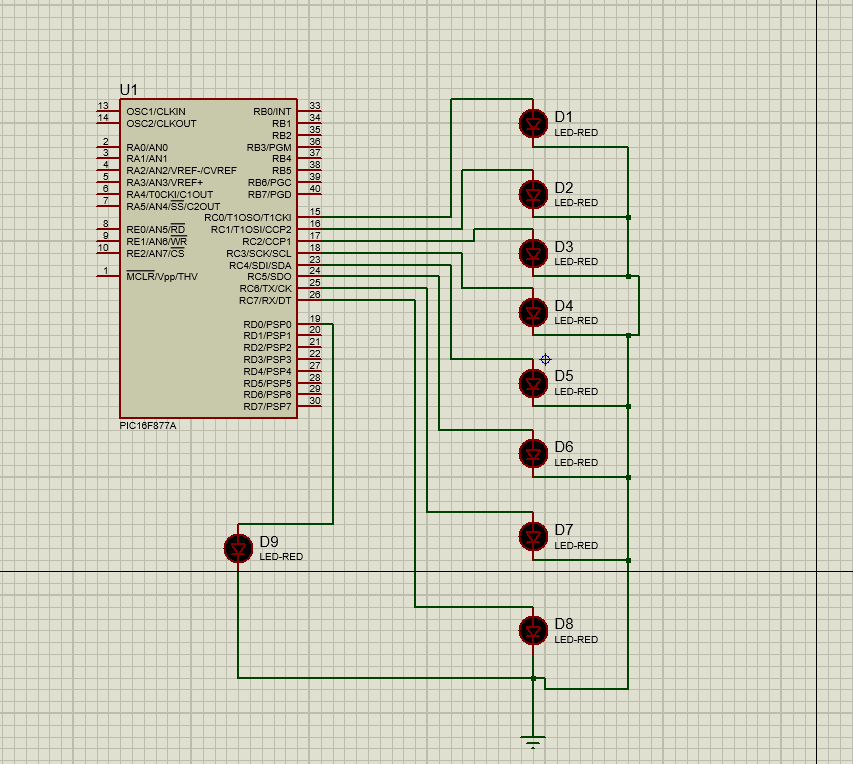 U1
13 OSC1/CLKIN
14 OSC2/CLKOUT
2 RA0/AN0
3 RA1/AN1
4 RA2/AN2/VREF-/CVREF
5 RA3/AN3/VREF+
6 RA4/T0CKI/C1OUT
7 RA5/AN4/SS/C2OUT
8 RE0/AN5/RD
9 RE1/AN6/WR
10 RE2/AN7/CS
1 MCLR/Vpp/THV
RB0/INT 33
RB1 34
RB2 35
RB3/PGM 36
RB4 37
RB5 38
RB6/PGC 39
RB7/PGD 40
RC0/T1OSO/T1CKI 15
RC1/T1OSI/CCP2 16
RC2/CCP1 17
RC3/SCK/SCL 18
RC4/SDI/SDA 23
RC5/SDO 24
RC6/TX/CK 25
RC7/RX/DT 26
RD0/PSP0 19
RD1/PSP1 20
RD2/PSP2 21
RD3/PSP3 22
RD4/PSP4 27
RD5/PSP5 28
RD6/PSP6 29
RD7/PSP7 30
PIC16F877A
D1
LED-RED
D2
LED-RED
D3
LED-RED
D4
LED-RED
D5
LED-RED
D6
LED-RED
D7
LED-RED
D8
LED-RED
D9
LED-RED